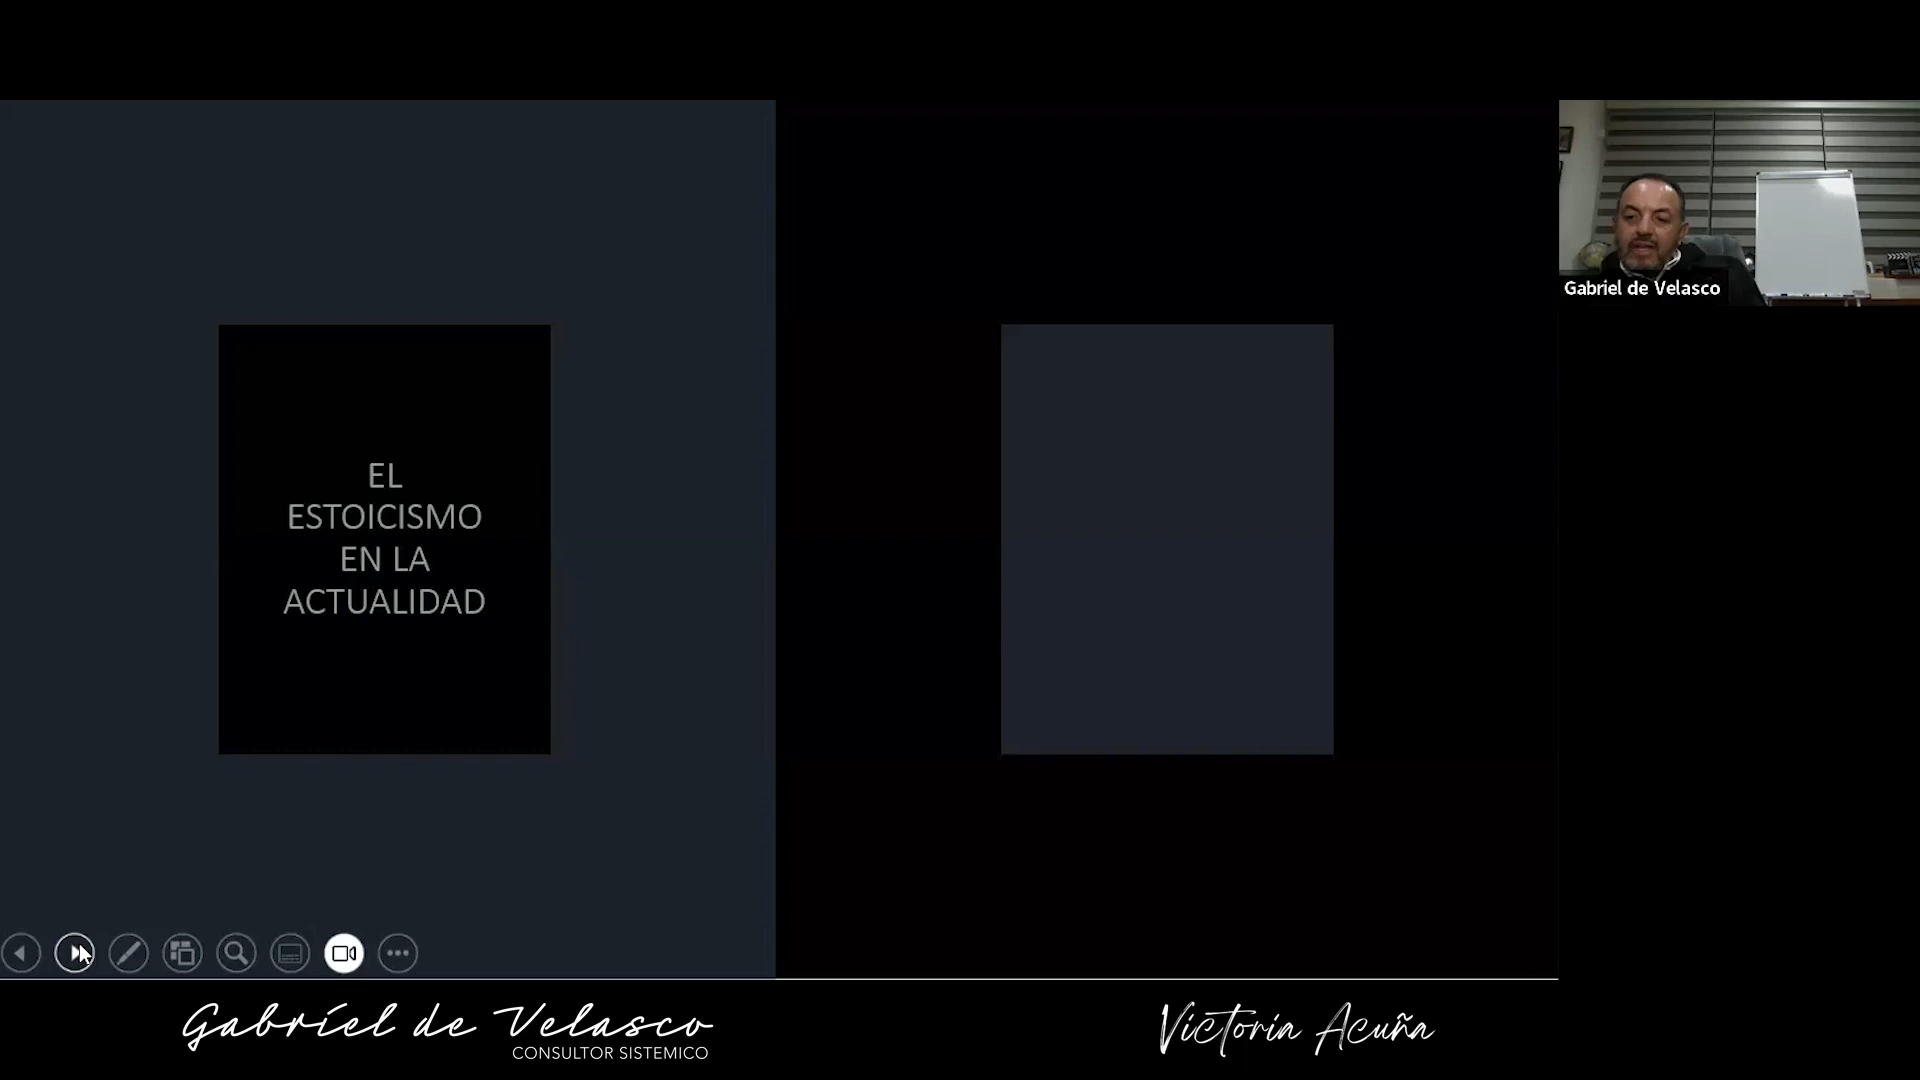 Gabriel de Velasco
EL
ESTOICISMO
EN LA
ACTUALIDAD
Gabriel de Velasco
CONSULTOR SISTEMICO
Victoria Acuña